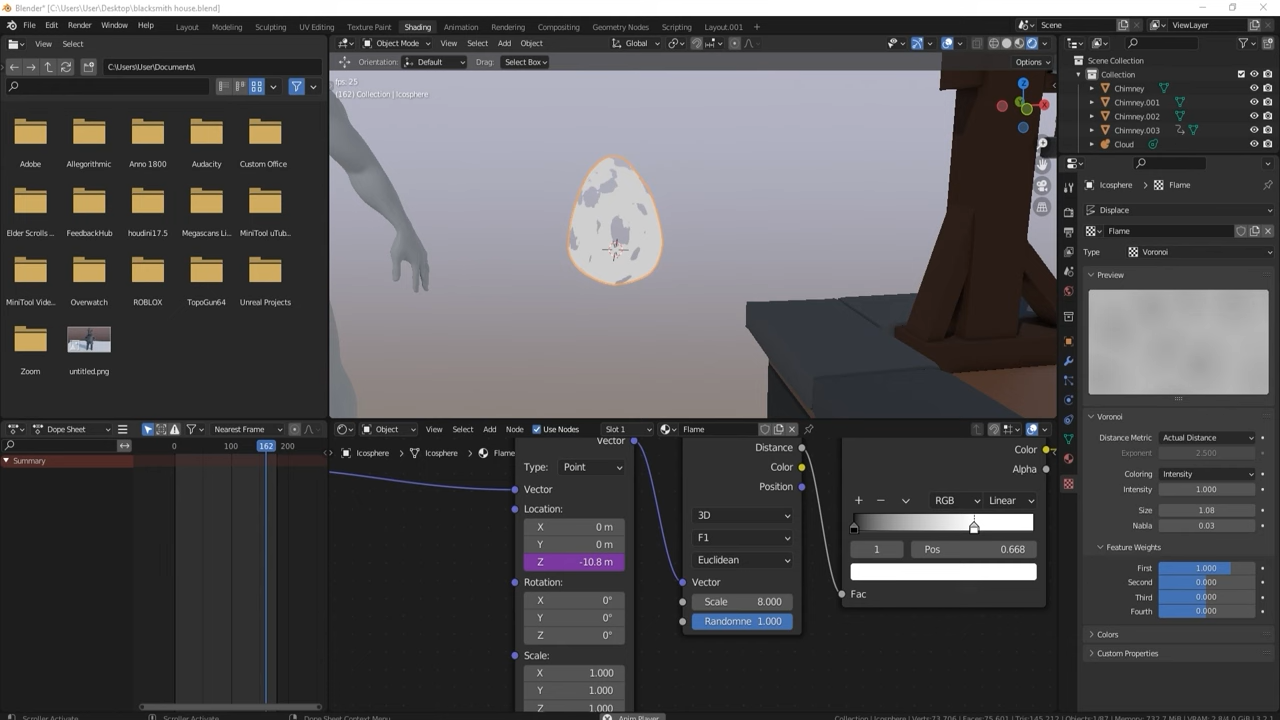 Blender* [C:\Users\User\Desktop\blacksmith house.blend]
File Edit Render Window Help Layout Modeling Sculpting UV Editing Texture Paint Shading Animation Rendering Compositing Geometry Nodes Scripting Layout.001 Scene ViewLayer
View Select
Object Mode View Select Add Object Global
C:\Users\User\Documents\
Orientation: Default Drag: Select Box Options
fps: 25
(162) Collection | Icosphere
Adobe Allegorithmic Anno 1800 Audacity Custom Office
Elder Scrolls ... FeedbackHub houdini17.5 Megascans Li... MiniTool uTub...
MiniTool Vide... Overwatch ROBLOX TopoGun64 Unreal Projects
Zoom untitled.png
Z
X
Y
Scene Collection
Collection
Chimney
Chimney.001
Chimney.002
Chimney.003
Cloud
Icosphere Flame
Displace
Flame
Type Voronoi
Preview
Voronoi
Distance Metric Actual Distance
Exponent 2.500
Coloring Intensity
Intensity 1.000
Size 1.08
Nabla 0.03
Feature Weights
First 1.000
Second 0.000
Third 0.000
Fourth 0.000
Colors
Custom Properties
Dope Sheet Nearest Frame
0 100 162 200
Summary
Object View Select Add Node Use Nodes Slot 1 Flame
Icosphere Icosphere Flame
Vector
Type: Point
Vector
Location:
X 0 m
Y 0 m
Z -10.8 m
Rotation:
X 0°
Y 0°
Z 0°
Scale:
X 1.000
Y 1.000
Z 1.000
Distance
Color
Position
3D
F1
Euclidean
Vector
Scale 8.000
Randomne 1.000
Color
Alpha
RGB Linear
1 Pos 0.668
Fac
Scroller Activate Scroller Activate Dope Sheet Context Menu Anim Player